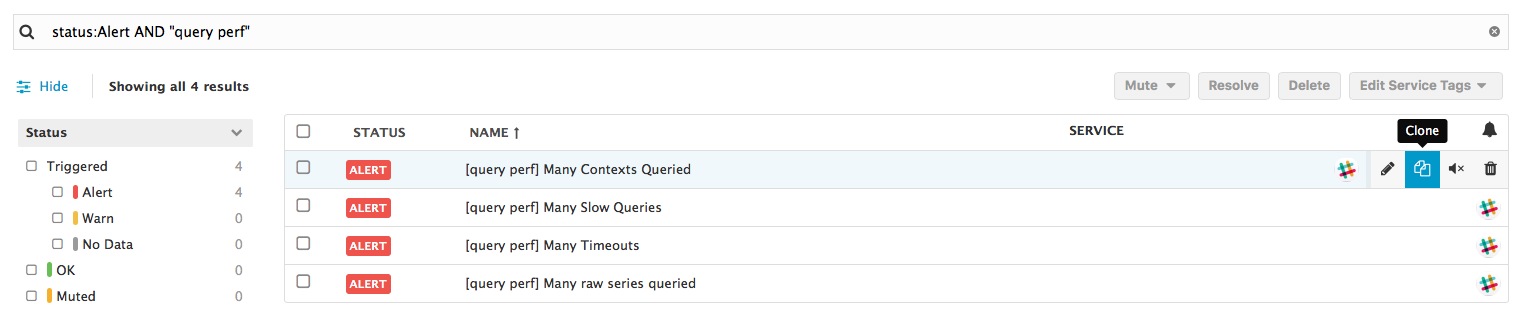 status:Alert AND "query perf"
Hide
Showing all 4 results
Mute
Resolve
Delete
Edit Service Tags
Status
Triggered 4
Alert 4
Warn 0
No Data 0
OK 0
Muted 0
Clone
STATUS NAME ↑ SERVICE
ALERT [query perf] Many Contexts Queried
ALERT [query perf] Many Slow Queries
ALERT [query perf] Many Timeouts
ALERT [query perf] Many raw series queried